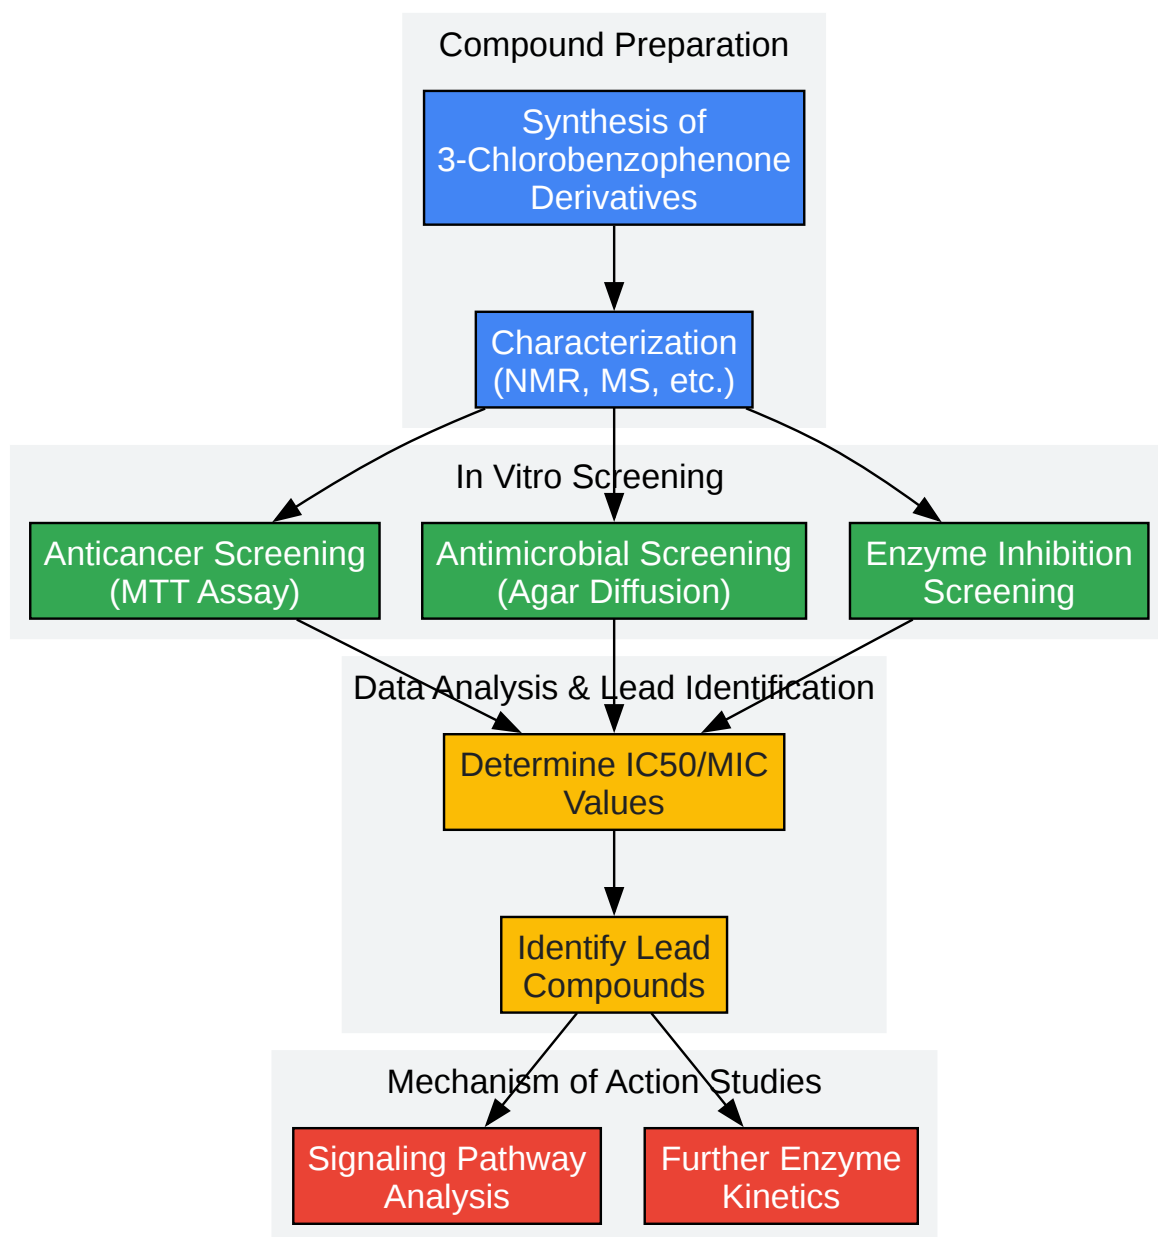 Compound Preparation
Synthesis of
3-Chlorobenzophenone
Derivatives
Characterization
(NMR, MS, etc.)
In Vitro Screening
Anticancer Screening
(MTT Assay)
Antimicrobial Screening
(Agar Diffusion)
Enzyme Inhibition
Screening
Data Analysis & Lead Identification
Determine IC50/MIC
Values
Identify Lead
Compounds
Mechanism of Action Studies
Signaling Pathway
Analysis
Further Enzyme
Kinetics